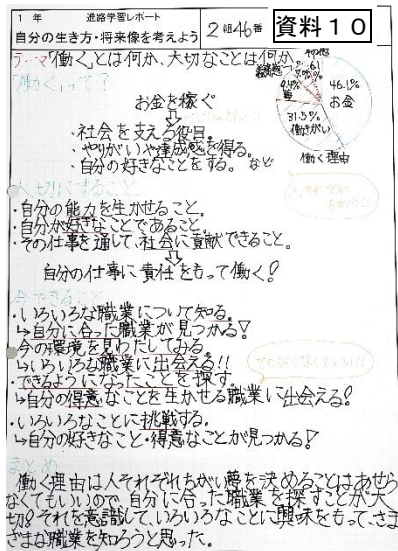 1 年 進路学習レポート
自分の生き方・将来像を考えよう
2組46番
資料１０
テーマ「働く」とは何か、大切なことは何か
その他
46.1%
お金
31.5%
働きがい
働く理由
「働く」って?
お金を稼ぐ
・社会を支える役目。
・やりがいや達成感を得る。
・自分の好きなことをする。など
大切にすること
・自分の能力を生かせること。
・自分が好きなことであること。
・その仕事を通して、社会に貢献できること。
自分の仕事に責任をもって働く!
今できること
・いろいろな職業について知る。
↳自分に合った職業が見つかる!
・今の環境を見わたしてみる。
↳いろいろな職業に出会える!!
・できるようになったことを探す。
↳自分の得意なことを生かせる職業に出会える!
・いろいろなことに挑戦する。
↳自分の好きなこと・得意なことが見つかる!
まとめ
働く理由は人それぞれちがい夢を決めることはあせら
なくてもいいので、自分に合った職業を探すことが大
切!それを意識して、いろいろなことに興味をもって、さま
ざまな職業を知ろうと思った。